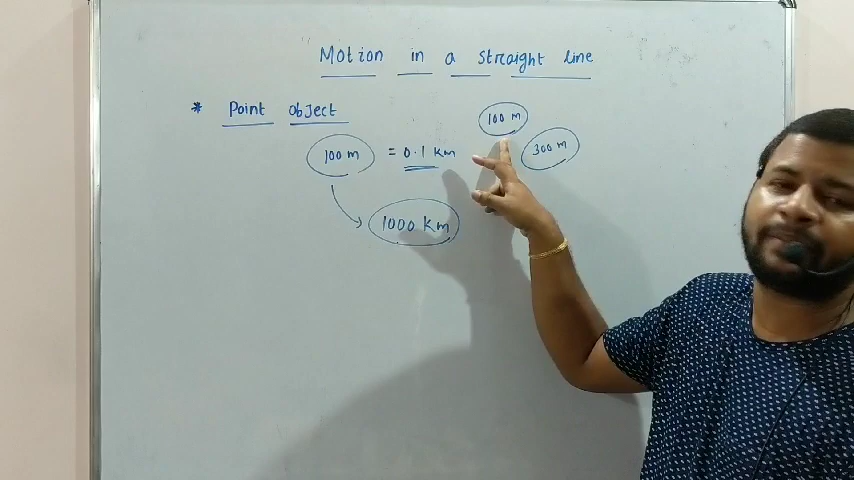 Motion in a straight line
* Point object
100 m
100 m = 0.1 km 300 m
1000 km